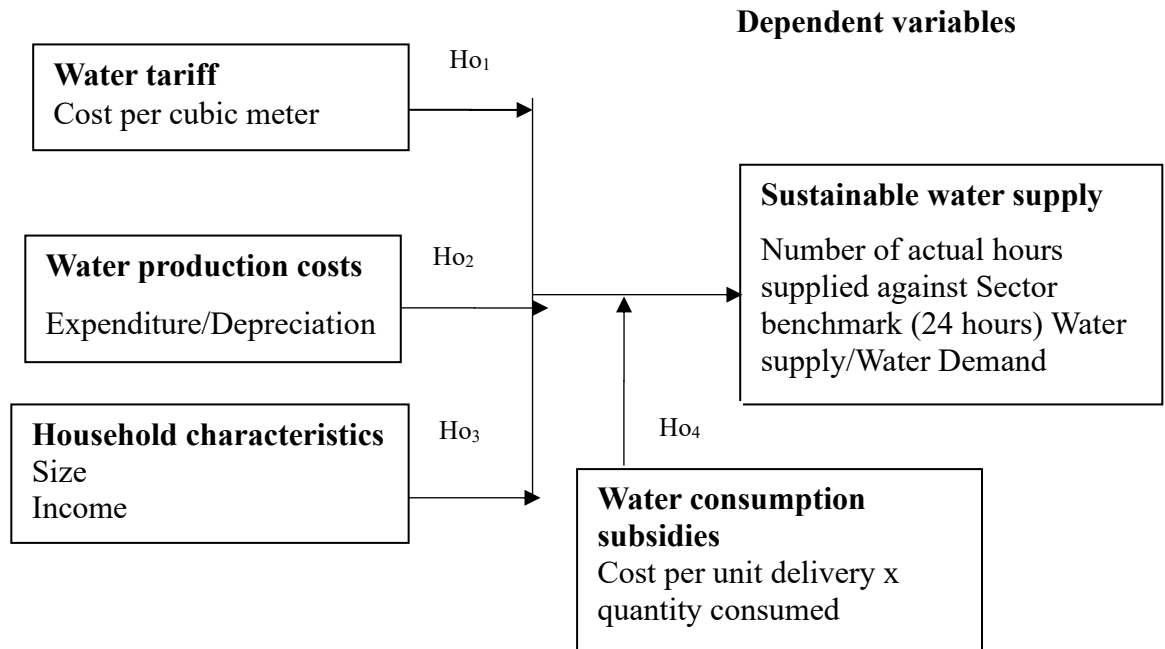 Dependent variables
Ho1
Water tariff
Cost per cubic meter
Sustainable water supply
Number of actual hours
supplied against Sector
benchmark (24 hours) Water
supply/Water Demand
Ho2
Water production costs
Expenditure/Depreciation
Ho3
Household characteristics
Size
Income
Ho4
Water consumption
subsidies
Cost per unit delivery x
quantity consumed